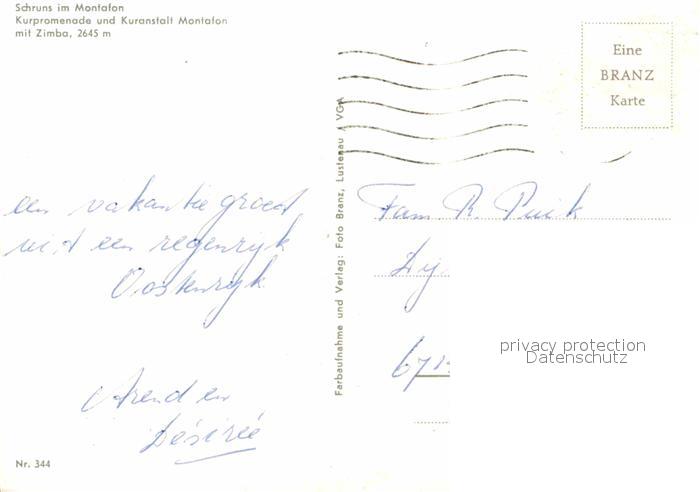 Schruns im Montafon
Kurpromenade und Kuranstalt Montafon
mit Zimba, 2645 m
een vakantie groet
uit een regenrijk
Oostenrijk
Arend en
Désirée
Nr. 344
Farbaufnahme und Verlag: Foto Branz, Lustenau / VGA
Eine
BRANZ
Karte
Fam. R. Puik
privacy protection
Datenschutz